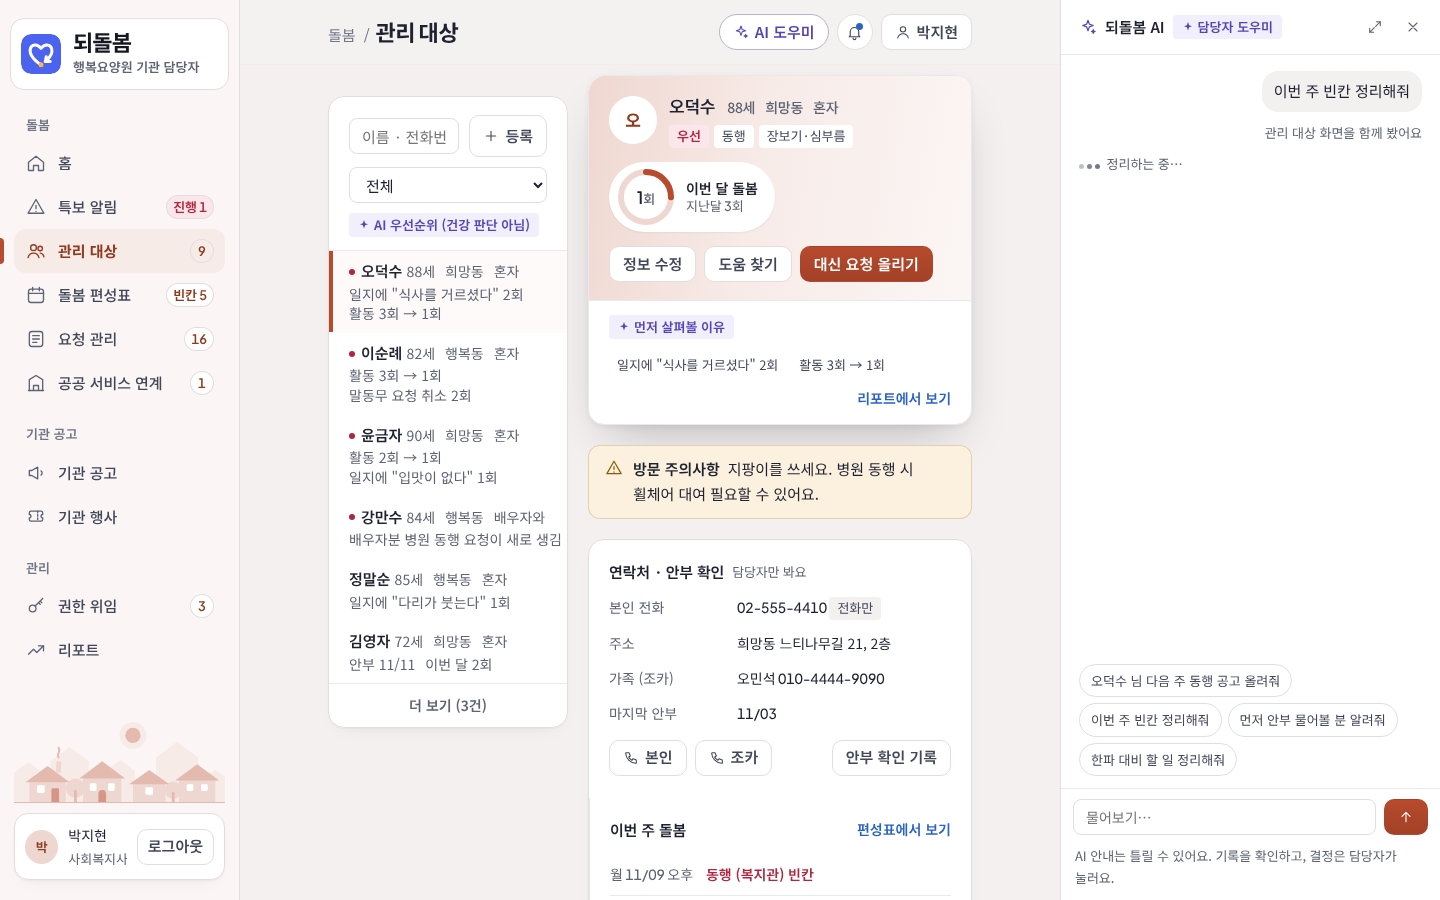 되돌봄
행복요양원 기관 담당자
돌봄
홈
특보 알림 진행 1
관리 대상 9
돌봄 편성표 빈칸 5
요청 관리 16
공공 서비스 연계 1
기관 공고
기관 공고
기관 행사
관리
권한 위임 3
리포트
박
박지현
사회복지사
로그아웃
돌봄 / 관리 대상
AI 도우미
박지현
이름 · 전화번
등록
전체
AI 우선순위 (건강 판단 아님)
오덕수 88세 희망동 혼자
일지에 "식사를 거르셨다" 2회
활동 3회 → 1회
이순례 82세 행복동 혼자
활동 3회 → 1회
말동무 요청 취소 2회
윤금자 90세 희망동 혼자
활동 2회 → 1회
일지에 "입맛이 없다" 1회
강만수 84세 행복동 배우자와
배우자분 병원 동행 요청이 새로 생김
정말순 85세 행복동 혼자
일지에 "다리가 붓는다" 1회
김영자 72세 희망동 혼자
안부 11/11 이번 달 2회
더 보기 (3건)
오
오덕수 88세 희망동 혼자
우선 동행 장보기·심부름
1회
이번 달 돌봄
지난달 3회
정보 수정
도움 찾기
대신 요청 올리기
먼저 살펴볼 이유
일지에 "식사를 거르셨다" 2회 활동 3회 → 1회
리포트에서 보기
방문 주의사항 지팡이를 쓰세요. 병원 동행 시
휠체어 대여 필요할 수 있어요.
연락처 · 안부 확인 담당자만 봐요
본인 전화 02-555-4410 전화만
주소 희망동 느티나무길 21, 2층
가족 (조카) 오민석 010-4444-9090
마지막 안부 11/03
본인
조카
안부 확인 기록
이번 주 돌봄
편성표에서 보기
월 11/09 오후 동행 (복지관) 빈칸
되돌봄 AI 담당자 도우미
이번 주 빈칸 정리해줘
관리 대상 화면을 함께 봤어요
정리하는 중…
오덕수 님 다음 주 동행 공고 올려줘
이번 주 빈칸 정리해줘
먼저 안부 물어볼 분 알려줘
한파 대비 할 일 정리해줘
물어보기…
AI 안내는 틀릴 수 있어요. 기록을 확인하고, 결정은 담당자가
눌러요.